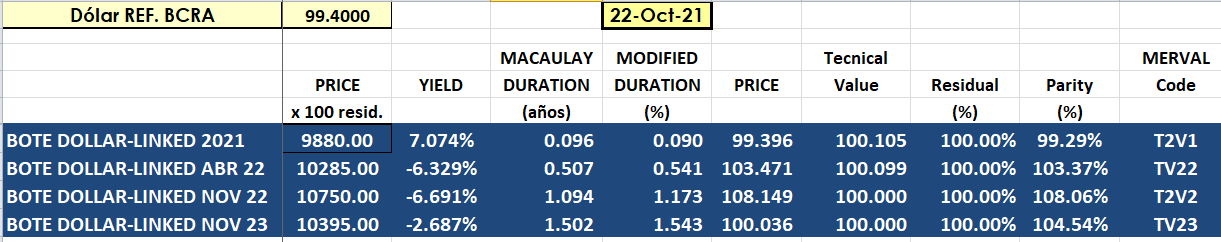 Dólar REF. BCRA 99.4000 22-Oct-21
MACAULAY MODIFIED Tecnical MERVAL
PRICE YIELD DURATION DURATION PRICE Value Residual Parity Code
x 100 resid. (años) (%) (%) (%)
BOTE DOLLAR-LINKED 2021 9880.00 7.074% 0.096 0.090 99.396 100.105 100.00% 99.29% T2V1
BOTE DOLLAR-LINKED ABR 22 10285.00 -6.329% 0.507 0.541 103.471 100.099 100.00% 103.37% TV22
BOTE DOLLAR-LINKED NOV 22 10750.00 -6.691% 1.094 1.173 108.149 100.000 100.00% 108.06% T2V2
BOTE DOLLAR-LINKED NOV 23 10395.00 -2.687% 1.502 1.543 100.036 100.000 100.00% 104.54% TV23